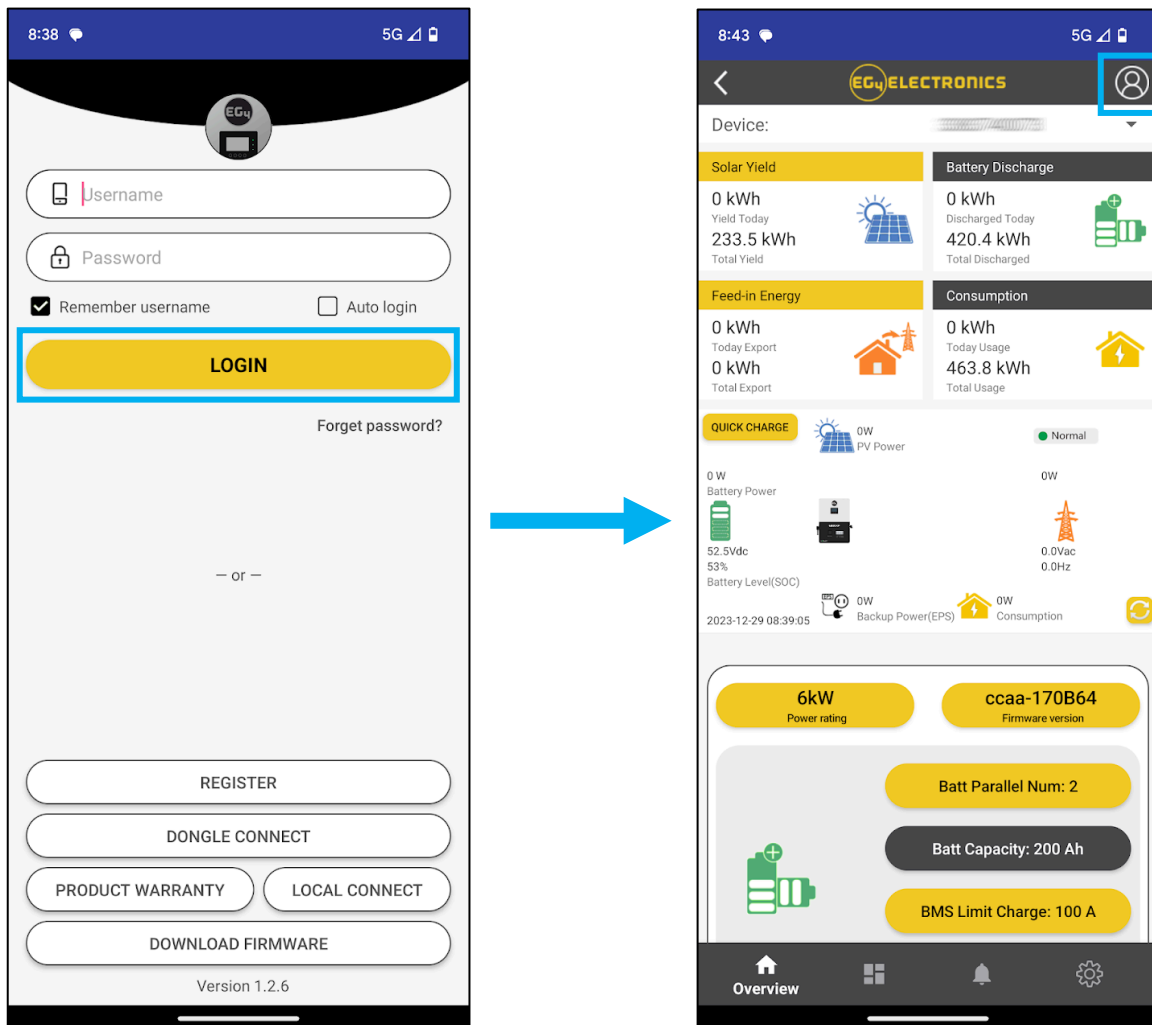 8:38
5G
EG4
Username
Password
Remember username
Auto login
LOGIN
Forget password?
— or —
REGISTER
DONGLE CONNECT
PRODUCT WARRANTY
LOCAL CONNECT
DOWNLOAD FIRMWARE
Version 1.2.6
8:43
5G
EG4 ELECTRONICS
Device:
Solar Yield
0 kWh
Yield Today
233.5 kWh
Total Yield
Battery Discharge
0 kWh
Discharged Today
420.4 kWh
Total Discharged
Feed-in Energy
0 kWh
Today Export
0 kWh
Total Export
Consumption
0 kWh
Today Usage
463.8 kWh
Total Usage
QUICK CHARGE
0W
PV Power
Normal
0 W
Battery Power
0W
52.5Vdc
53%
Battery Level(SOC)
0.0Vac
0.0Hz
EPS
0W
Backup Power(EPS)
0W
Consumption
2023-12-29 08:39:05
6kW
Power rating
ccaa-170B64
Firmware version
Batt Parallel Num: 2
Batt Capacity: 200 Ah
BMS Limit Charge: 100 A
Overview